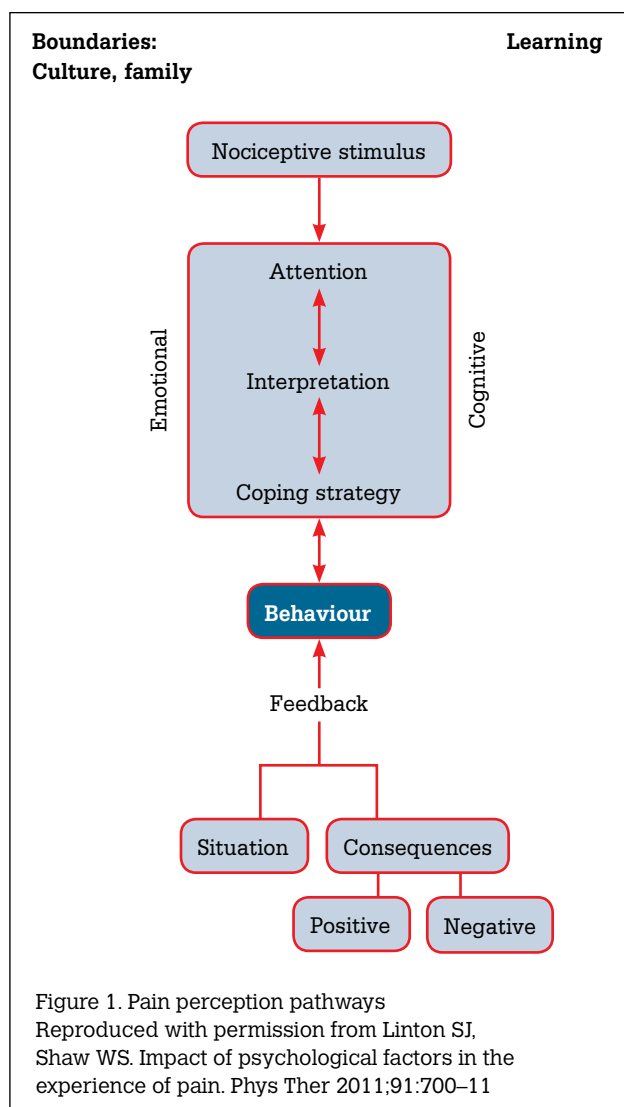 Boundaries:
Culture, family
Learning
Nociceptive stimulus
Attention
Emotional
Interpretation
Cognitive
Coping strategy
Behaviour
Feedback
Situation
Consequences
Positive
Negative
Figure 1. Pain perception pathways
Reproduced with permission from Linton SJ,
Shaw WS. Impact of psychological factors in the
experience of pain. Phys Ther 2011;91:700–11